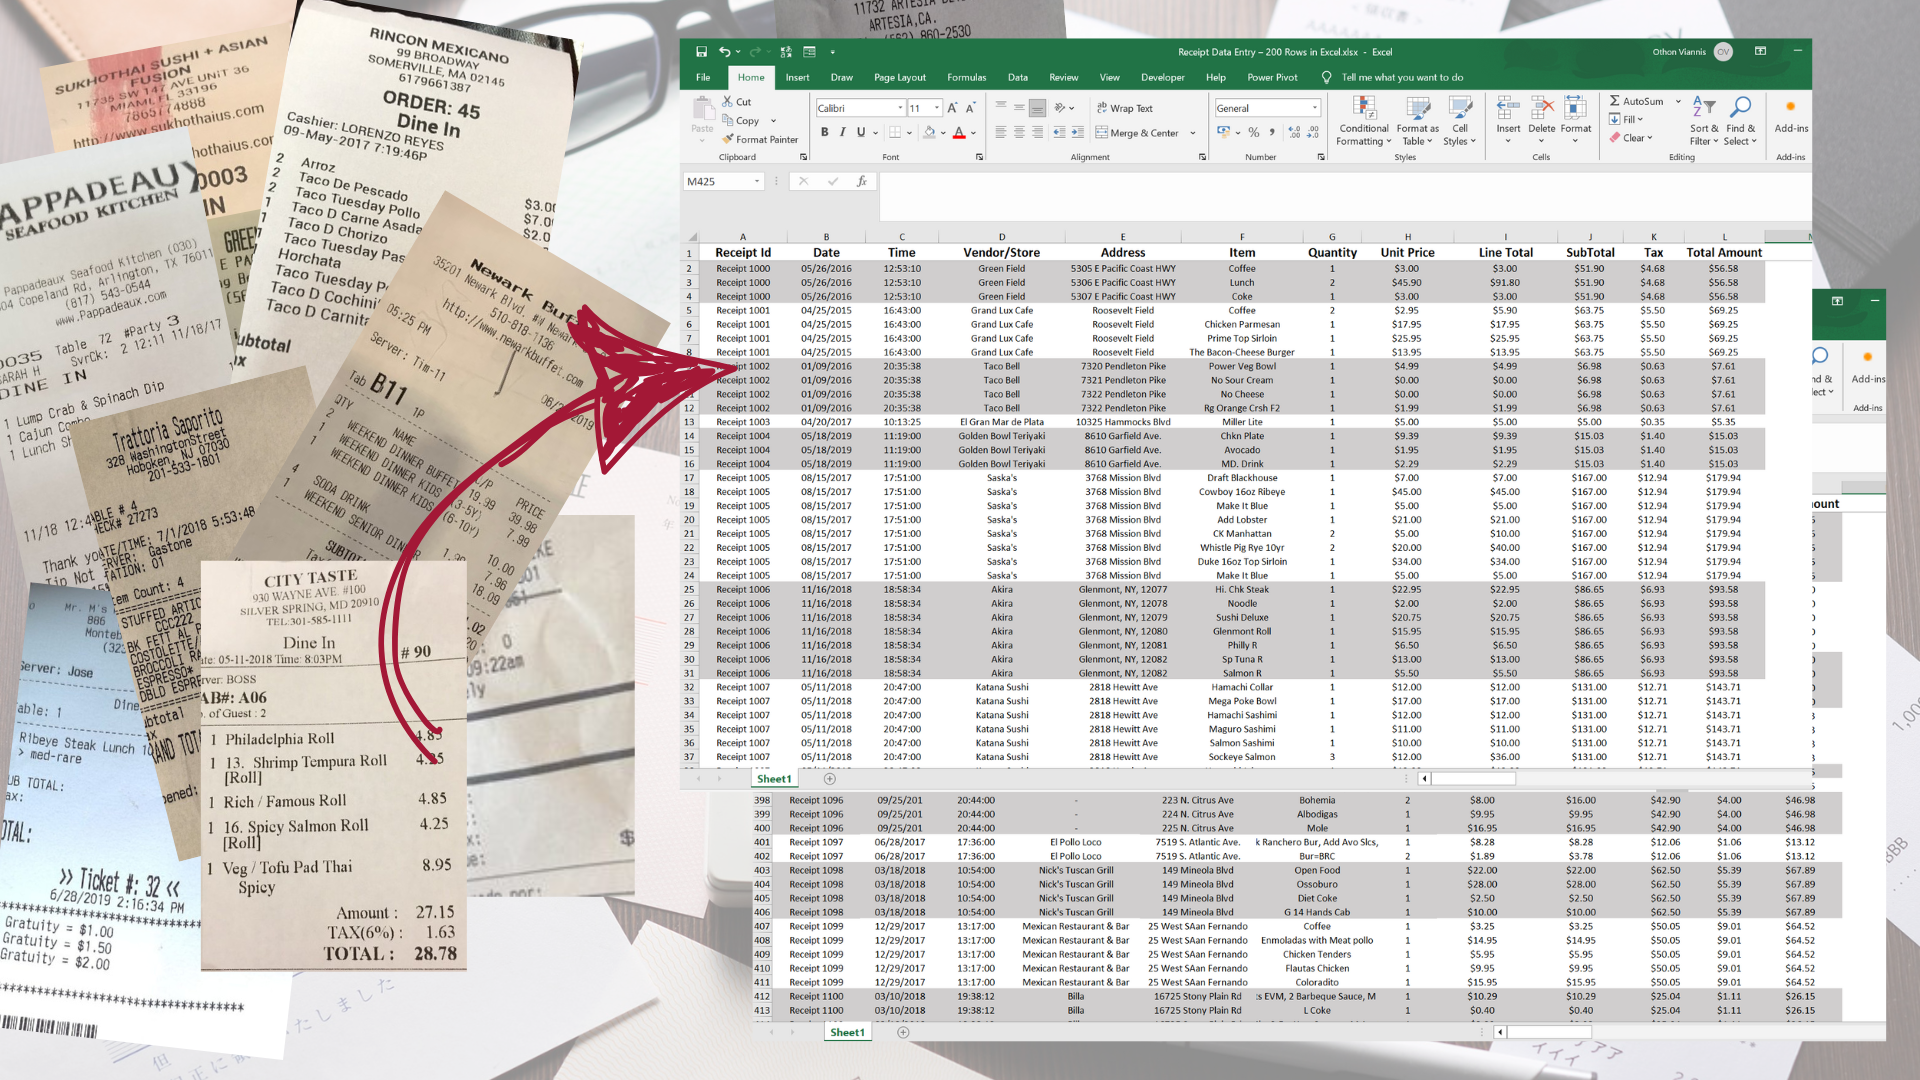 11732 ARTESIA
ARTESIA,CA.
860-2530
SUKHOTHAI SUSHI + ASIAN
FUSION
11735 SW 147 AVE UNIT 36
MIAMI, FL 33196
7865774888
http://www.sukhothaius.com
hothaius.com
0003
IN
RINCON MEXICANO
99 BROADWAY
SOMERVILLE, MA 02145
6179661387
ORDER: 45
Dine In
Cashier: LORENZO REYES
09-May-2017 7:19:46P
2 Arroz $3.00
2 Taco De Pescado $7.0
2 Taco Tuesday Pollo $2.0
1 Taco D Carne Asada
1 Taco D Chorizo
Taco Tuesday Pas
Horchata
Taco Tuesday P
Taco D Cochini
Taco D Carnita
ubtotal
ax
APPADEAUX
SEAFOOD KITCHEN
Pappadeaux Seafood Kitchen (030)
04 Copeland Rd, Arlington, TX 76011
(817) 543-0544
www.Pappadeaux.com
0035 Table 72 #Party 3
SARAH H SvrCk: 2 12:11 11/18/17
DINE IN
1 Lump Crab & Spinach Dip
1 Cajun Combo
1 Lunch
11/18 12:4
Thank yo
Tip Not
GREE
E PA
Newark Buf
35201 Newark Blvd. #M Newark
510-818-1136
http://www.newarkbuffet.com
05:25 PM
Server: Tim-11
Tab B11 1P
QTY NAME C/P PRICE
2 WEEKEND DINNER BUFFET 19.99 39.98
1 WEEKEND DINNER KIDS (3-5Y) 7.99
1 WEEKEND DINNER KIDS (6-10Y) 10.00
4 SODA DRINK 1.99 7.96
1 WEEKEND SENIOR DINNER 18.09
SUBTOT
Trattoria Saporito
328 WashingtonStreet
Hoboken, NJ 07030
201-533-1801
ABLE # 4
HECK# 27273
ATE/TIME: 7/1/2018 5:53:48
ERVER: Gastone
TATION: 01
em Count: 4
STUFFED ARTIC
CCC222
BK FETT AL
COSTOLETTE/
BROCCOLI RA
ESPRESSO*
DBLD ESPRE
btotal
AND TOT
pened:
Mr. M's
866
Monteb
(323
Server: Jose
able: 1 Dine
Ribeye Steak Lunch
> med-rare
UB TOTAL:
ax:
OTAL:
>> Ticket #: 32 <<
6/28/2019 2:16:34 PM
Gratuity = $1.00
Gratuity = $1.50
Gratuity = $2.00
CITY TASTE
930 WAYNE AVE. #100
SILVER SPRING, MD 20910
TEL:301-585-1111
Dine In
# 90
ate: 05-11-2018 Time: 8:03PM
rver: BOSS
AB#: A06
. of Guest : 2
1 Philadelphia Roll 4.85
1 13. Shrimp Tempura Roll 4.25
[Roll]
1 Rich / Famous Roll 4.85
1 16. Spicy Salmon Roll 4.25
[Roll]
1 Veg / Tofu Pad Thai 8.95
Spicy
Amount : 27.15
TAX(6%) : 1.63
TOTAL : 28.78
9:22am
Receipt Data Entry – 200 Rows in Excel.xlsx - Excel
Othon Viannis OV
File Home Insert Draw Page Layout Formulas Data Review View Developer Help Power Pivot Tell me what you want to do
Paste Cut Copy Format Painter
Calibri 11
B I U
Wrap Text
Merge & Center
General
Conditional Formatting Format as Table Cell Styles
Insert Delete Format
AutoSum Fill Clear
Sort & Filter Find & Select
Add-ins
Clipboard Font Alignment Number Styles Cells Editing Add-ins
M425 fx
A B C D E F G H I J K L
1 Receipt Id Date Time Vendor/Store Address Item Quantity Unit Price Line Total SubTotal Tax Total Amount
2 Receipt 1000 05/26/2016 12:53:10 Green Field 5305 E Pacific Coast HWY Coffee 1 $3.00 $3.00 $51.90 $4.68 $56.58
3 Receipt 1000 05/26/2016 12:53:10 Green Field 5306 E Pacific Coast HWY Lunch 2 $45.90 $91.80 $51.90 $4.68 $56.58
4 Receipt 1000 05/26/2016 12:53:10 Green Field 5307 E Pacific Coast HWY Coke 1 $3.00 $3.00 $51.90 $4.68 $56.58
5 Receipt 1001 04/25/2015 16:43:00 Grand Lux Cafe Roosevelt Field Coffee 2 $2.95 $5.90 $63.75 $5.50 $69.25
6 Receipt 1001 04/25/2015 16:43:00 Grand Lux Cafe Roosevelt Field Chicken Parmesan 1 $17.95 $17.95 $63.75 $5.50 $69.25
7 Receipt 1001 04/25/2015 16:43:00 Grand Lux Cafe Roosevelt Field Prime Top Sirloin 1 $25.95 $25.95 $63.75 $5.50 $69.25
8 Receipt 1001 04/25/2015 16:43:00 Grand Lux Cafe Roosevelt Field The Bacon-Cheese Burger 1 $13.95 $13.95 $63.75 $5.50 $69.25
ipt 1002 01/09/2016 20:35:38 Taco Bell 7320 Pendleton Pike Power Veg Bowl 1 $4.99 $4.99 $6.98 $0.63 $7.61
Receipt 1002 01/09/2016 20:35:38 Taco Bell 7321 Pendleton Pike No Sour Cream 1 $0.00 $0.00 $6.98 $0.63 $7.61
Receipt 1002 01/09/2016 20:35:38 Taco Bell 7322 Pendleton Pike No Cheese 1 $0.00 $0.00 $6.98 $0.63 $7.61
12 Receipt 1002 01/09/2016 20:35:38 Taco Bell 7322 Pendleton Pike Rg Orange Crsh F2 1 $1.99 $1.99 $6.98 $0.63 $7.61
13 Receipt 1003 04/20/2017 10:13:25 El Gran Mar de Plata 10325 Hammocks Blvd Miller Lite 1 $5.00 $5.00 $5.00 $0.35 $5.35
14 Receipt 1004 05/18/2019 11:19:00 Golden Bowl Teriyaki 8610 Garfield Ave. Chkn Plate 1 $9.39 $9.39 $15.03 $1.40 $15.03
15 Receipt 1004 05/18/2019 11:19:00 Golden Bowl Teriyaki 8610 Garfield Ave. Avocado 1 $1.95 $1.95 $15.03 $1.40 $15.03
16 Receipt 1004 05/18/2019 11:19:00 Golden Bowl Teriyaki 8610 Garfield Ave. MD. Drink 1 $2.29 $2.29 $15.03 $1.40 $15.03
17 Receipt 1005 08/15/2017 17:51:00 Saska's 3768 Mission Blvd Draft Blackhouse 1 $7.00 $7.00 $167.00 $12.94 $179.94
18 Receipt 1005 08/15/2017 17:51:00 Saska's 3768 Mission Blvd Cowboy 16oz Ribeye 1 $45.00 $45.00 $167.00 $12.94 $179.94
19 Receipt 1005 08/15/2017 17:51:00 Saska's 3768 Mission Blvd Make It Blue 1 $5.00 $5.00 $167.00 $12.94 $179.94
20 Receipt 1005 08/15/2017 17:51:00 Saska's 3768 Mission Blvd Add Lobster 1 $21.00 $21.00 $167.00 $12.94 $179.94
21 Receipt 1005 08/15/2017 17:51:00 Saska's 3768 Mission Blvd CK Manhattan 2 $5.00 $10.00 $167.00 $12.94 $179.94
22 Receipt 1005 08/15/2017 17:51:00 Saska's 3768 Mission Blvd Whistle Pig Rye 10yr 2 $20.00 $40.00 $167.00 $12.94 $179.94
23 Receipt 1005 08/15/2017 17:51:00 Saska's 3768 Mission Blvd Duke 16oz Top Sirloin 1 $34.00 $34.00 $167.00 $12.94 $179.94
24 Receipt 1005 08/15/2017 17:51:00 Saska's 3768 Mission Blvd Make It Blue 1 $5.00 $5.00 $167.00 $12.94 $179.94
25 Receipt 1006 11/16/2018 18:58:34 Akira Glenmont, NY, 12077 Hi. Chk Steak 1 $22.95 $22.95 $86.65 $6.93 $93.58
26 Receipt 1006 11/16/2018 18:58:34 Akira Glenmont, NY, 12078 Noodle 1 $2.00 $2.00 $86.65 $6.93 $93.58
27 Receipt 1006 11/16/2018 18:58:34 Akira Glenmont, NY, 12079 Sushi Deluxe 1 $20.75 $20.75 $86.65 $6.93 $93.58
28 Receipt 1006 11/16/2018 18:58:34 Akira Glenmont, NY, 12080 Glenmont Roll 1 $15.95 $15.95 $86.65 $6.93 $93.58
29 Receipt 1006 11/16/2018 18:58:34 Akira Glenmont, NY, 12081 Philly R 1 $6.50 $6.50 $86.65 $6.93 $93.58
30 Receipt 1006 11/16/2018 18:58:34 Akira Glenmont, NY, 12082 Sp Tuna R 1 $13.00 $13.00 $86.65 $6.93 $93.58
31 Receipt 1006 11/16/2018 18:58:34 Akira Glenmont, NY, 12082 Salmon R 1 $5.50 $5.50 $86.65 $6.93 $93.58
32 Receipt 1007 05/11/2018 20:47:00 Katana Sushi 2818 Hewitt Ave Hamachi Collar 1 $12.00 $12.00 $131.00 $12.71 $143.71
33 Receipt 1007 05/11/2018 20:47:00 Katana Sushi 2818 Hewitt Ave Mega Poke Bowl 1 $17.00 $17.00 $131.00 $12.71 $143.71
34 Receipt 1007 05/11/2018 20:47:00 Katana Sushi 2818 Hewitt Ave Hamachi Sashimi 1 $12.00 $12.00 $131.00 $12.71 $143.71
35 Receipt 1007 05/11/2018 20:47:00 Katana Sushi 2818 Hewitt Ave Maguro Sashimi 1 $11.00 $11.00 $131.00 $12.71 $143.71
36 Receipt 1007 05/11/2018 20:47:00 Katana Sushi 2818 Hewitt Ave Salmon Sashimi 1 $10.00 $10.00 $131.00 $12.71 $143.71
37 Receipt 1007 05/11/2018 20:47:00 Katana Sushi 2818 Hewitt Ave Sockeye Salmon 3 $12.00 $36.00 $131.00 $12.71 $143.71
Sheet1
nd &
ect
Add-ins
Add-ins
ount
398 Receipt 1096 09/25/201 20:44:00 - 223 N. Citrus Ave Bohemia 2 $8.00 $16.00 $42.90 $4.00 $46.98
399 Receipt 1096 09/25/201 20:44:00 - 224 N. Citrus Ave Albodigas 1 $9.95 $9.95 $42.90 $4.00 $46.98
400 Receipt 1096 09/25/201 20:44:00 - 225 N. Citrus Ave Mole 1 $16.95 $16.95 $42.90 $4.00 $46.98
401 Receipt 1097 06/28/2017 17:36:00 El Pollo Loco 7519 S. Atlantic Ave. k Ranchero Bur, Add Avo Slcs, 1 $8.28 $8.28 $12.06 $1.06 $13.12
402 Receipt 1097 06/28/2017 17:36:00 El Pollo Loco 7519 S. Atlantic Ave. Bur=BRC 2 $1.89 $3.78 $12.06 $1.06 $13.12
403 Receipt 1098 03/18/2018 10:54:00 Nick's Tuscan Grill 149 Mineola Blvd Open Food 1 $22.00 $22.00 $62.50 $5.39 $67.89
404 Receipt 1098 03/18/2018 10:54:00 Nick's Tuscan Grill 149 Mineola Blvd Ossoburo 1 $28.00 $28.00 $62.50 $5.39 $67.89
405 Receipt 1098 03/18/2018 10:54:00 Nick's Tuscan Grill 149 Mineola Blvd Diet Coke 1 $2.50 $2.50 $62.50 $5.39 $67.89
406 Receipt 1098 03/18/2018 10:54:00 Nick's Tuscan Grill 149 Mineola Blvd G 14 Hands Cab 1 $10.00 $10.00 $62.50 $5.39 $67.89
407 Receipt 1099 12/29/2017 13:17:00 Mexican Restaurant & Bar 25 West SAan Fernando Coffee 1 $3.25 $3.25 $50.05 $9.01 $64.52
408 Receipt 1099 12/29/2017 13:17:00 Mexican Restaurant & Bar 25 West SAan Fernando Enmoladas with Meat pollo 1 $14.95 $14.95 $50.05 $9.01 $64.52
409 Receipt 1099 12/29/2017 13:17:00 Mexican Restaurant & Bar 25 West SAan Fernando Chicken Tenders 1 $5.95 $5.95 $50.05 $9.01 $64.52
410 Receipt 1099 12/29/2017 13:17:00 Mexican Restaurant & Bar 25 West SAan Fernando Flautas Chicken 1 $9.95 $9.95 $50.05 $9.01 $64.52
411 Receipt 1099 12/29/2017 13:17:00 Mexican Restaurant & Bar 25 West SAan Fernando Coloradito 1 $15.95 $15.95 $50.05 $9.01 $64.52
412 Receipt 1100 03/10/2018 19:38:12 Billa 16725 Stony Plain Rd :s EVM, 2 Barbeque Sauce, M 1 $10.29 $10.29 $25.04 $1.11 $26.15
413 Receipt 1100 03/10/2018 19:38:12 Billa 16725 Stony Plain Rd L Coke 1 $0.40 $0.40 $25.04 $1.11 $26.15
Sheet1